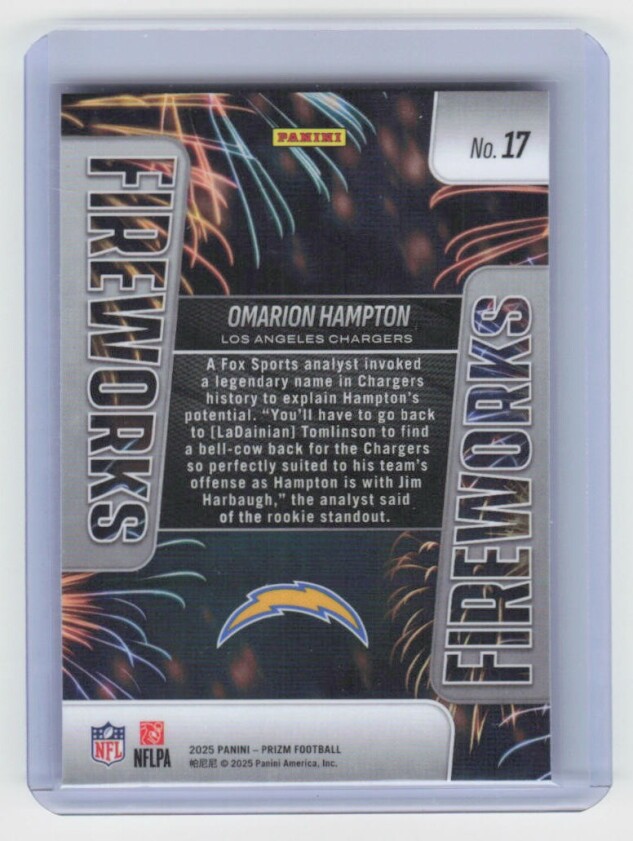 PANINI
No. 17
FIREWORKS
FIREWORKS
OMARION HAMPTON
LOS ANGELES CHARGERS
A Fox Sports analyst invoked
a legendary name in Chargers
history to explain Hampton's
potential. “You'll have to go back
to [LaDainian] Tomlinson to find
a bell-cow back for the Chargers
so perfectly suited to his team's
offense as Hampton is with Jim
Harbaugh,” the analyst said
of the rookie standout.
NFL
NFLPA
2025 PANINI – PRIZM FOOTBALL
帕尼尼 © 2025 Panini America, Inc.